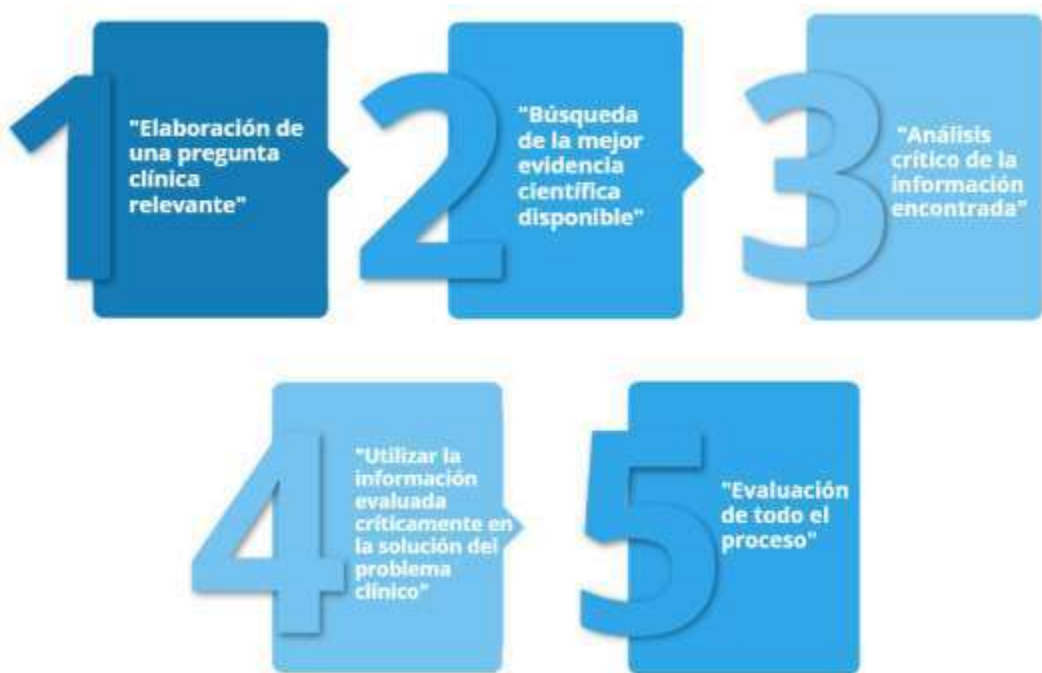 1
"Elaboración de
una pregunta
clínica
relevante"
2
"Búsqueda
de la mejor
evidencia
científica
disponible"
3
"Análisis
crítico de la
información
encontrada"
4
"Utilizar la
información
evaluada
críticamente en
la solución del
problema
clínico"
5
"Evaluación
de todo el
proceso"